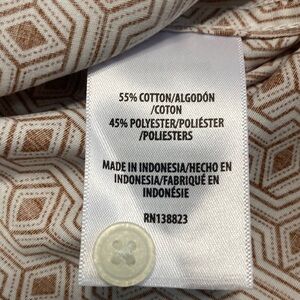 55% COTTON/ALGODÓN
/COTON
45% POLYESTER/POLIÉSTER
/POLIESTERS
MADE IN INDONESIA/HECHO EN
INDONESIA/FABRIQUÉ EN
INDONÉSIE
RN138823